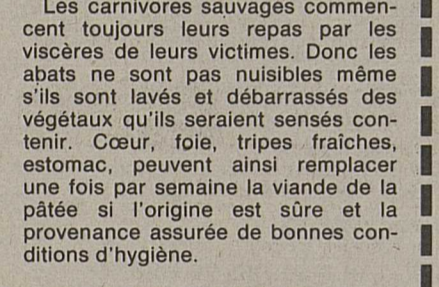 Les carnivores sauvages commen-
cent toujours leurs repas par les
viscères de leurs victimes. Donc les
abats ne sont pas nuisibles même
s'ils sont lavés et débarrassés des
végétaux qu'ils seraient sensés con-
tenir. Cœur, foie, tripes fraîches,
estomac, peuvent ainsi remplacer
une fois par semaine la viande de la
pâtée si l'origine est sûre et la
provenance assurée de bonnes con-
ditions d'hygiène.